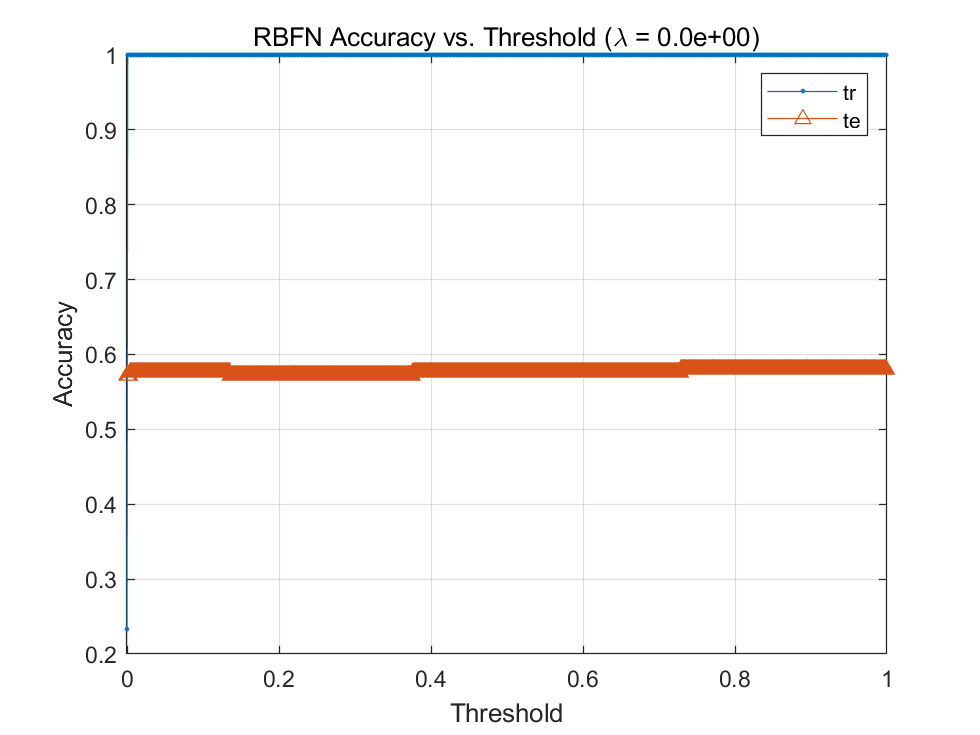 RBFN Accuracy vs. Threshold (λ = 0.0e+00)
1
0.9
0.8
0.7
0.6
0.5
0.4
0.3
0.2
Accuracy
tr
te
0 0.2 0.4 0.6 0.8 1
Threshold